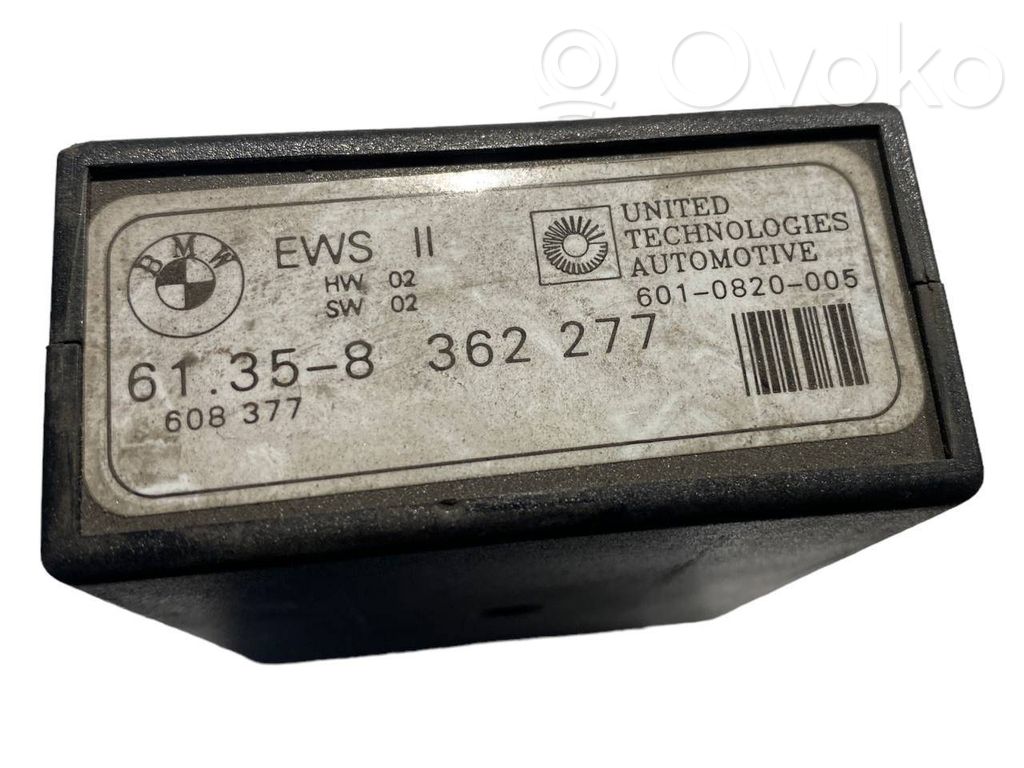 Ovoko
BMW
EWS II
HW 02
SW 02
UNITED
TECHNOLOGIES
AUTOMOTIVE
601-0820-005
61.35-8 362 277
608 377